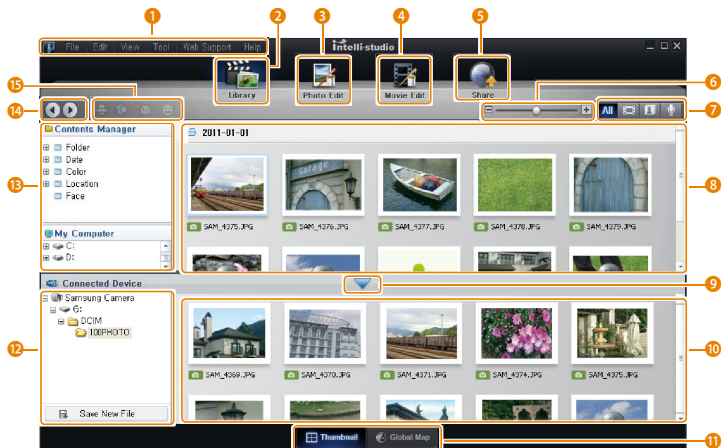 1
2
3
4
5
File Edit View Tool Web Support Help
intelli-studio
Library
Photo Edit
Movie Edit
Share
6
15
14
All
7
Contents Manager
2011-01-01
Folder
Date
Color
Location
Face
13
8
SAM_4375.JPG SAM_4376.JPG SAM_4377.JPG SAM_4378.JPG SAM_4379.JPG
My Computer
C:
D:
Connected Device
9
Samsung Camera
G:
DCIM
100PHOTO
12
10
SAM_4369.JPG SAM_4370.JPG SAM_4371.JPG SAM_4374.JPG SAM_4375.JPG
Save New File
Thumbnail
Global Map
11